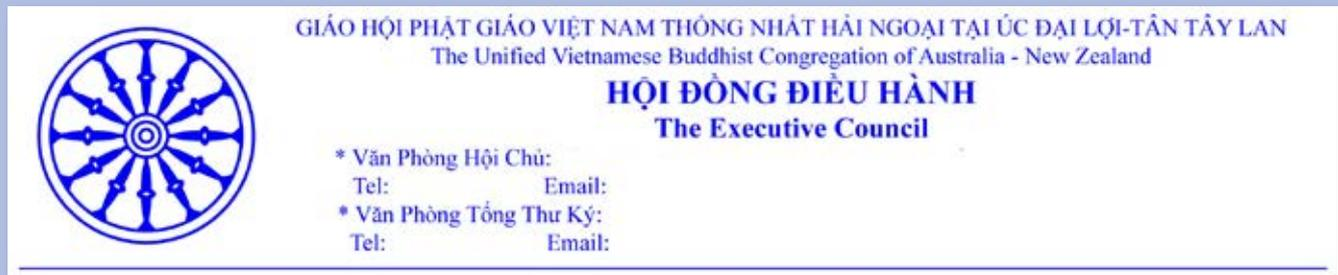 GIÁO HỘI PHẬT GIÁO VIỆT NAM THỐNG NHẤT HẢI NGOẠI TẠI ÚC ĐẠI LỢI-TÂN TÂY LAN
The Unified Vietnamese Buddhist Congregation of Australia - New Zealand
HỘI ĐỒNG ĐIỀU HÀNH
The Executive Council
* Văn Phòng Hội Chủ:
Tel: Email:
* Văn Phòng Tổng Thư Ký:
Tel: Email: